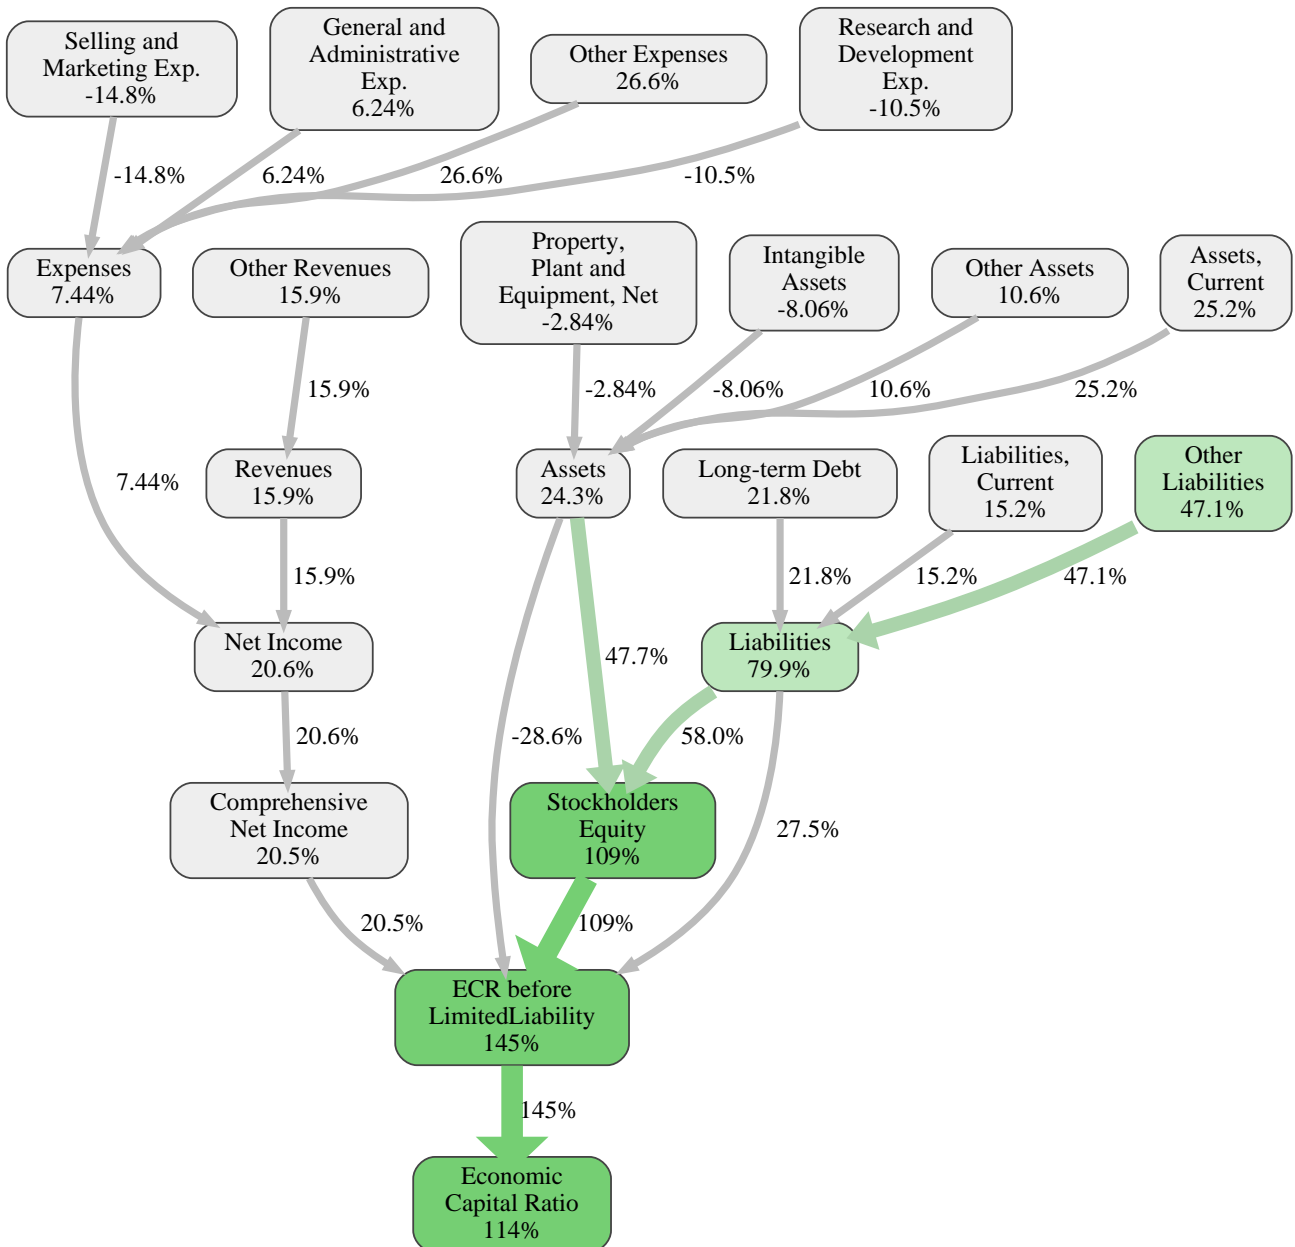 Selling and
Marketing Exp.
-14.8%
General and
Administrative
Exp.
6.24%
Other Expenses
26.6%
Research and
Development
Exp.
-10.5%
-14.8%
6.24%
26.6%
-10.5%
Expenses
7.44%
Other Revenues
15.9%
Property,
Plant and
Equipment, Net
-2.84%
Intangible
Assets
-8.06%
Other Assets
10.6%
Assets,
Current
25.2%
15.9%
-2.84%
-8.06%
10.6%
25.2%
7.44%
Revenues
15.9%
Assets
24.3%
Long-term Debt
21.8%
Liabilities,
Current
15.2%
Other
Liabilities
47.1%
15.9%
21.8%
15.2%
47.1%
Net Income
20.6%
47.7%
Liabilities
79.9%
20.6%
-28.6%
58.0%
Comprehensive
Net Income
20.5%
Stockholders
Equity
109%
27.5%
20.5%
109%
ECR before
LimitedLiability
145%
145%
Economic
Capital Ratio
114%